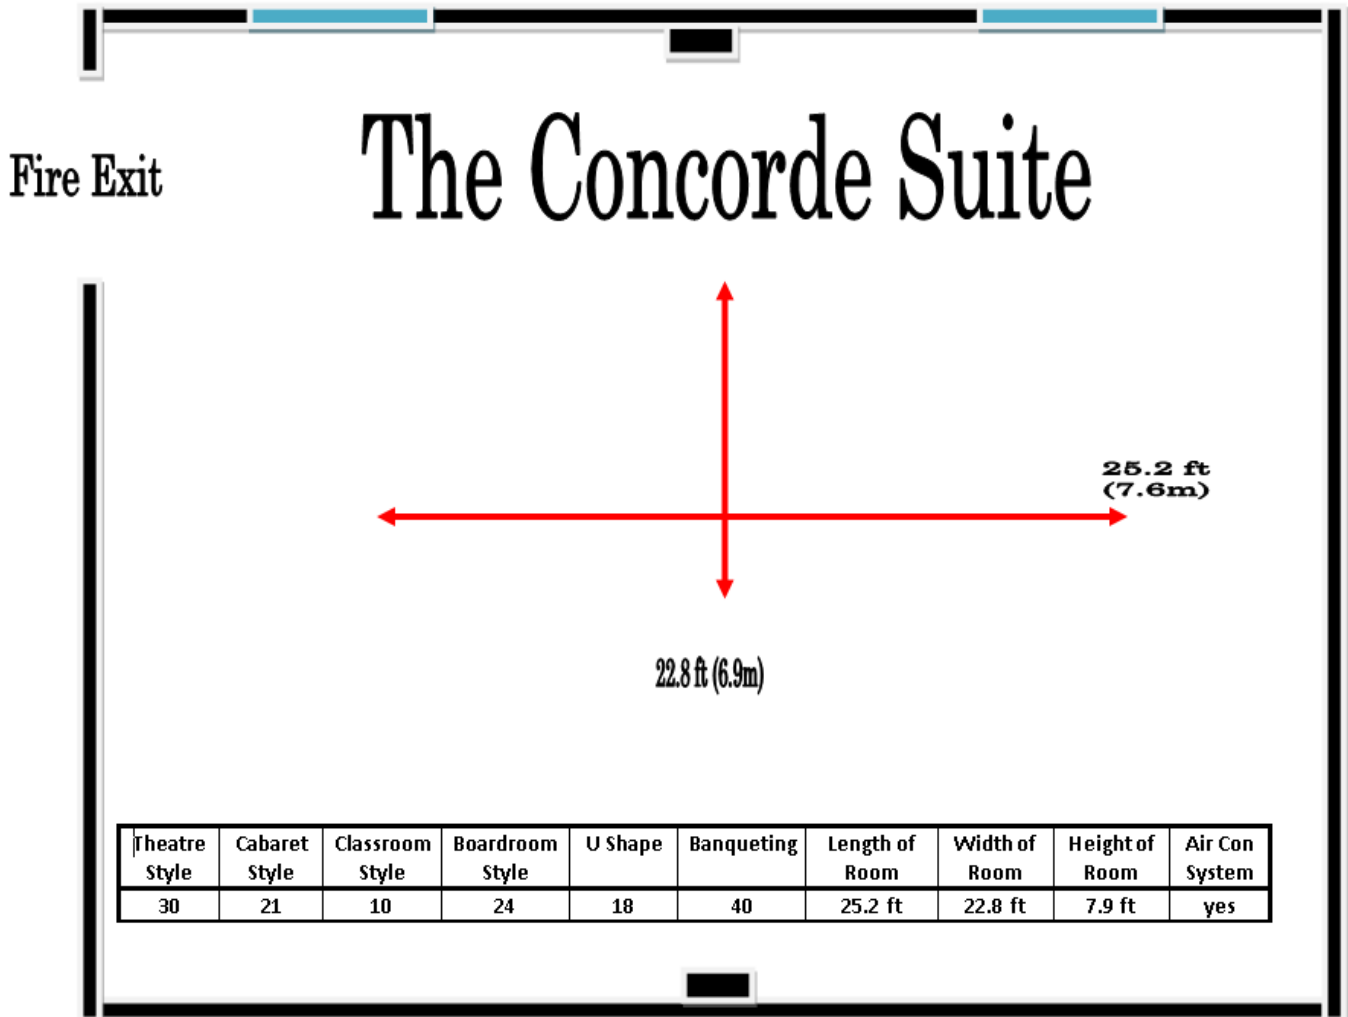 The Concorde Suite
Fire Exit
25.2 ft
(7.6m)
22.8 ft (6.9m)
Theatre Style Cabaret Style Classroom Style Boardroom Style U Shape Banqueting Length of Room Width of Room Height of Room Air Con System
30 21 10 24 18 40 25.2 ft 22.8 ft 7.9 ft yes